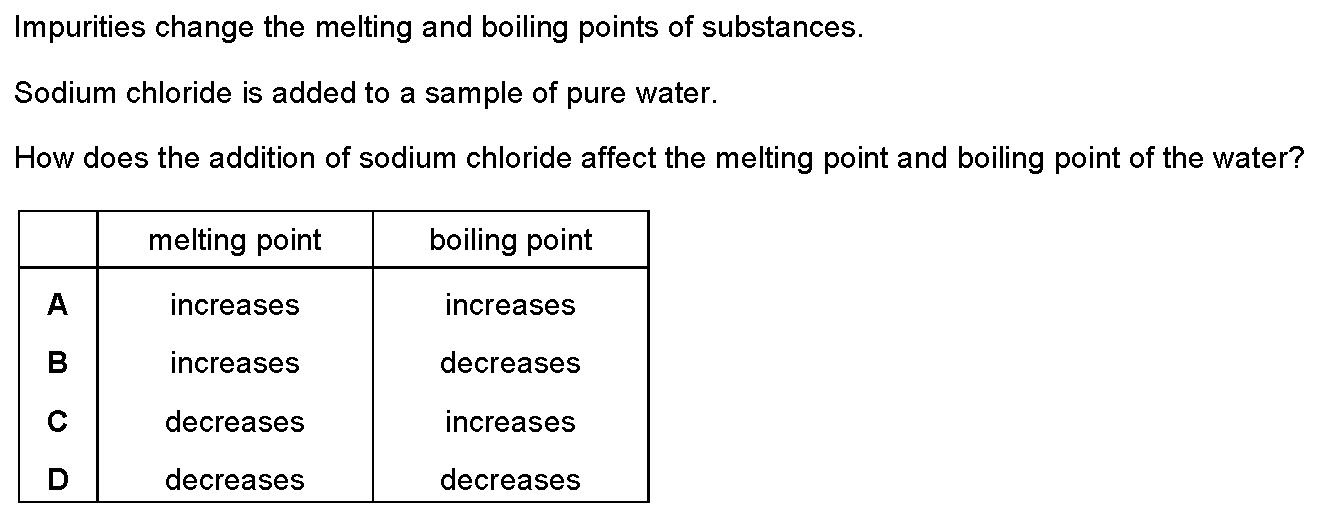 Impurities change the melting and boiling points of substances.
Sodium chloride is added to a sample of pure water.
How does the addition of sodium chloride affect the melting point and boiling point of the water?
melting point boiling point
A increases increases
B increases decreases
C decreases increases
D decreases decreases